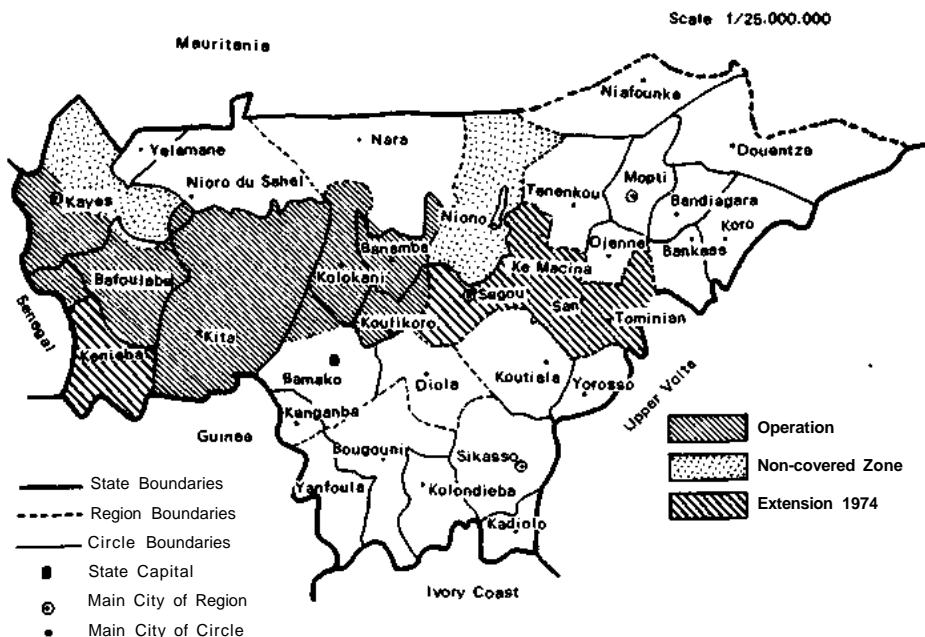 Scale 1/25.000.000
Mauritania
Niafounke
Nara
Yelamane
Douentza
Mopti
Nioro du Sahel
Tenenkou
Kayes
Bandiagara
Niono
Koro
Banamba
Djenne
Bankass
Bafoulabe
Kolokani
Ke Macina
Segou
San
Senegal
Koulikoro
Tominian
Kita
Kenieba
Bamako
Diola
Koutiala
Yorosso
Upper Volta
Kanganba
Guinea
Bougouni
Sikasso
Yanfoula
Kolondieba
Kadiolo
Ivory Coast
Operation
Non-covered Zone
Extension 1974
State Boundaries
Region Boundaries
Circle Boundaries
State Capital
Main City of Region
Main City of Circle